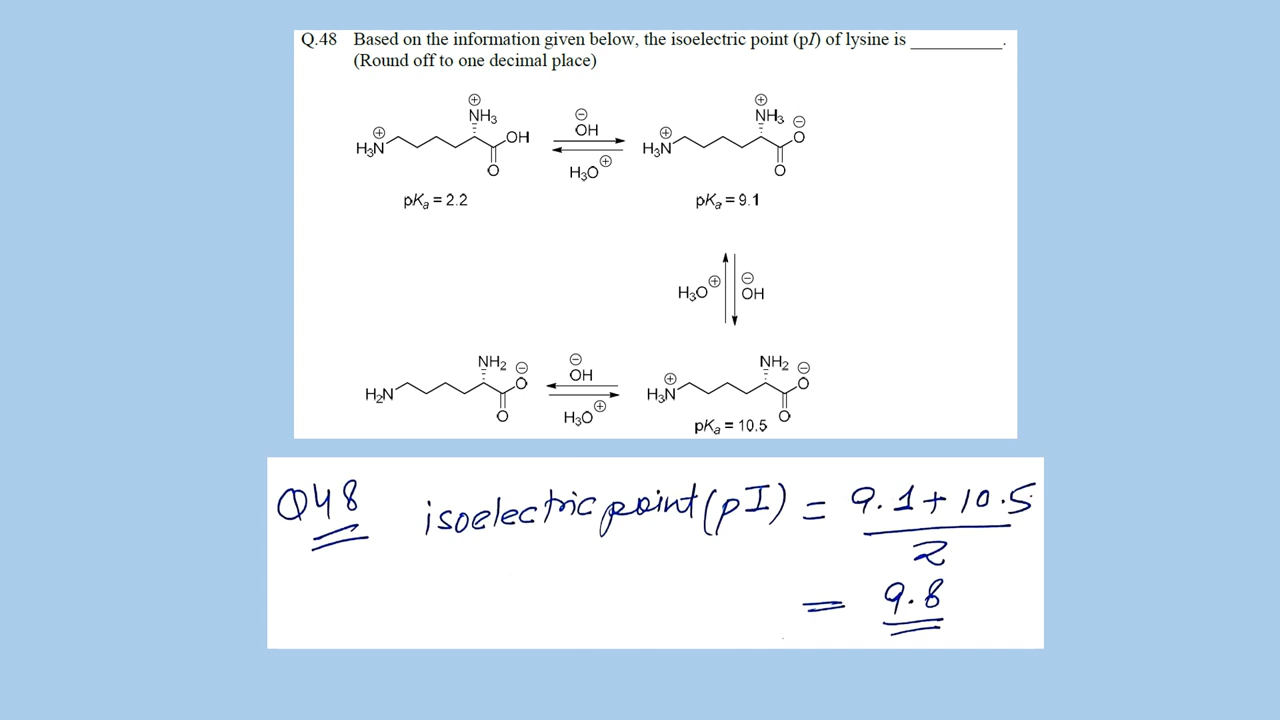 Q.48 Based on the information given below, the isoelectric point (pI) of lysine is __________.
(Round off to one decimal place)
⊕ NH3 ⊕ H3N OH O
⊖ OH
H3O ⊕
⊕ NH3 ⊕ H3N ⊖ O O
pKa = 2.2
pKa = 9.1
H3O ⊕ ⊖ OH
NH2 ⊖ O H2N O
⊖ OH
H3O ⊕
NH2 ⊖ O ⊕ H3N O
pKa = 10.5
Q48 isoelectric point (pI) = 9.1 + 10.5
2
= 9.8